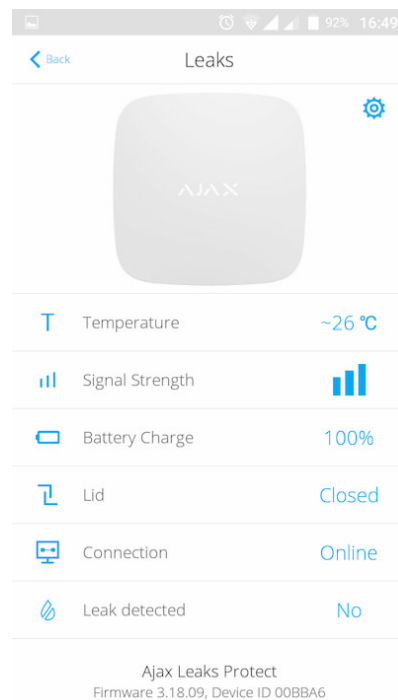 92% 16:49
Back Leaks
AJAX
T Temperature ~26 °C
Signal Strength
Battery Charge 100%
Lid Closed
Connection Online
Leak detected No
Ajax Leaks Protect
Firmware 3.18.09, Device ID 00BBA6